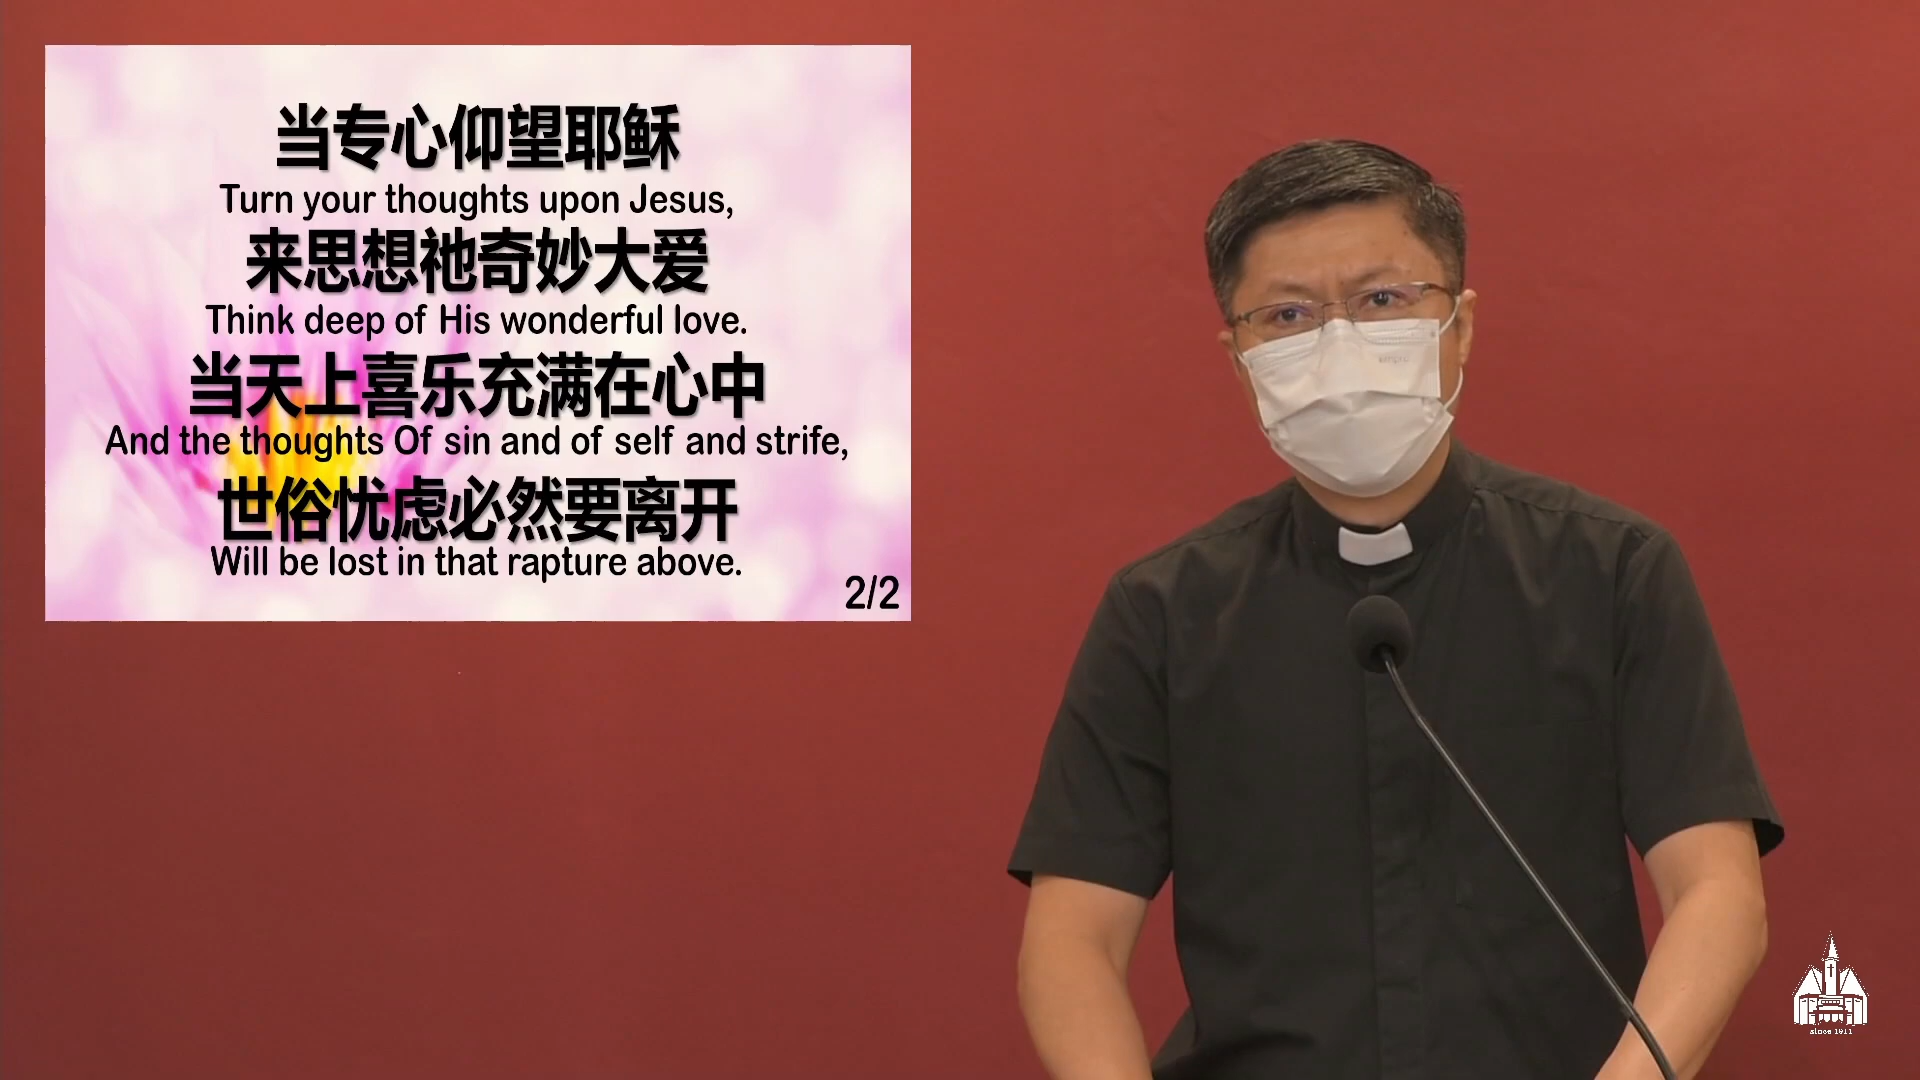 当专心仰望耶稣
Turn your thoughts upon Jesus,
来思想祂奇妙大爱
Think deep of His wonderful love.
当天上喜乐充满在心中
And the thoughts Of sin and of self and strife,
世俗忧虑必然要离开
Will be lost in that rapture above.
2/2
since 1911